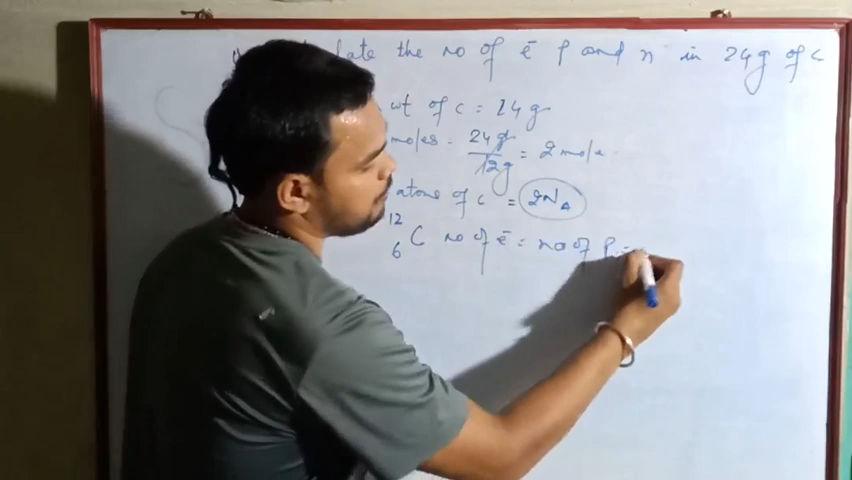 late the no of ē p and n in 24g of C
wt of C = 24g
moles = 24g / 12g = 2 mole
atoms of C = 2NA
12 6 C no of ē = no of p